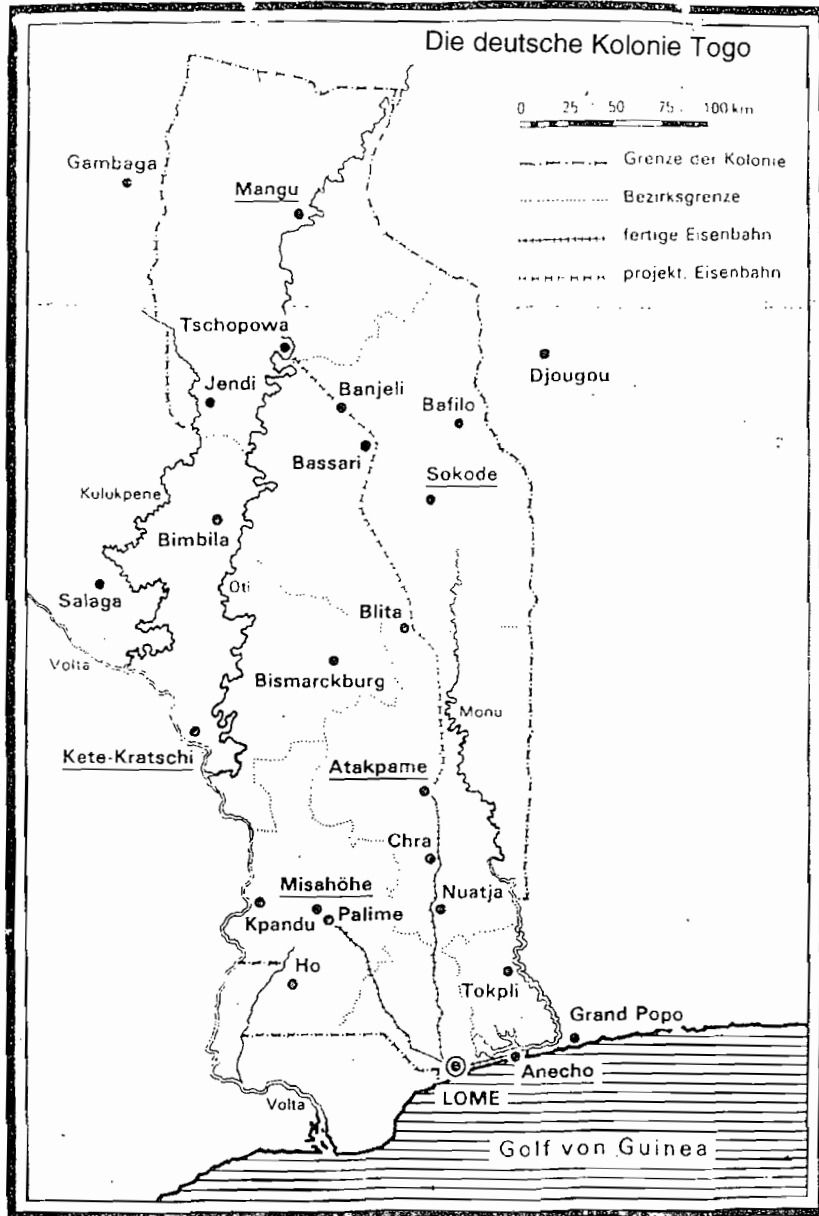 Die deutsche Kolonie Togo
0 25 50 75 100 km
Grenze der Kolonie
Bezirksgrenze
fertige Eisenbahn
projekt. Eisenbahn
Gambaga
Mangu
Tschopowa
Djougou
Jendi
Banjeli
Bafilo
Bassari
Sokode
Kulukpene
Bimbila
Oti
Salaga
Blita
Volta
Bismarckburg
Monu
Kete-Kratschi
Atakpame
Chra
Misahöhe
Nuatja
Kpandu
Palime
Ho
Tokpli
Grand Popo
Anecho
LOME
Volta
Golf von Guinea